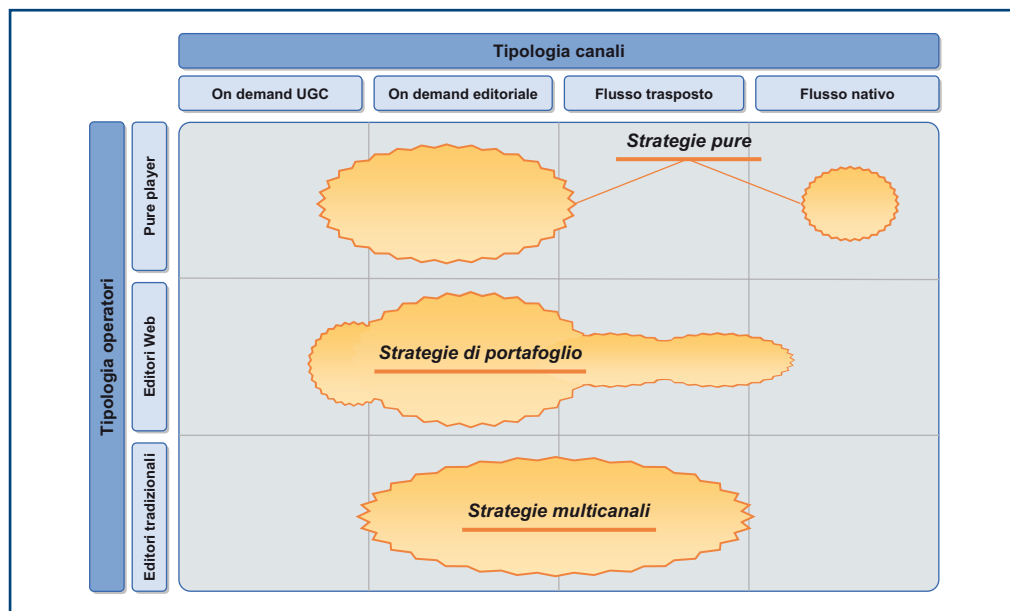 Tipologia canali
On demand UGC
On demand editoriale
Flusso trasposto
Flusso nativo
Tipologia operatori
Pure player
Strategie pure
Editori Web
Strategie di portafoglio
Editori tradizionali
Strategie multicanali